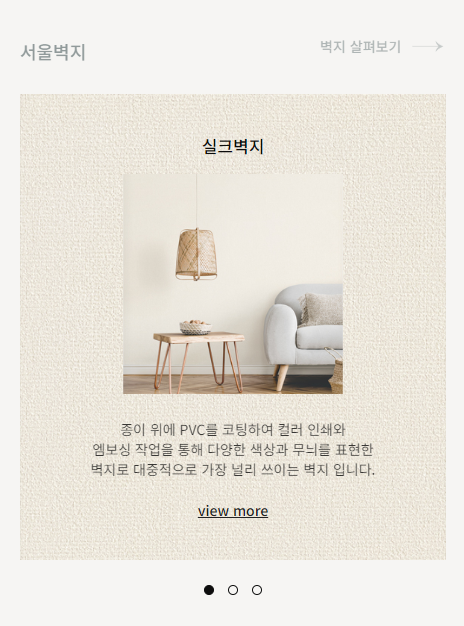 서울벽지
벽지 살펴보기
실크벽지
종이 위에 PVC를 코팅하여 컬러 인쇄와
엠보싱 작업을 통해 다양한 색상과 무늬를 표현한
벽지로 대중적으로 가장 널리 쓰이는 벽지 입니다.
view more